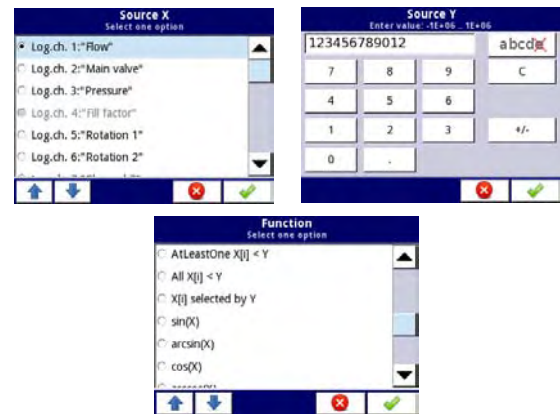 Source X
Select one option
Log.ch. 1:"Flow"
Log.ch. 2:"Main valve"
Log.ch. 3:"Pressure"
Log.ch. 4:"Fill factor"
Log.ch. 5:"Rotation 1"
Log.ch. 6:"Rotation 2"
Source Y
Enter value: -1E+06 .. 1E+06
123456789012 abcdg
7 8 9 C
4 5 6
1 2 3 +/-
0 .
Function
Select one option
AtLeastOne X[i] < Y
All X[i] < Y
X[i] selected by Y
sin(X)
arcsin(X)
cos(X)